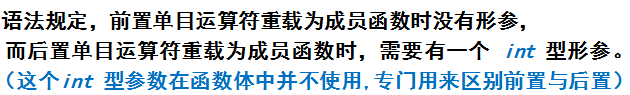 语法规定，前置单目运算符重载为成员函数时没有形参，
而后置单目运算符重载为成员函数时，需要有一个 int 型形参。
（这个int 型参数在函数体中并不使用,专门用来区别前置与后置）